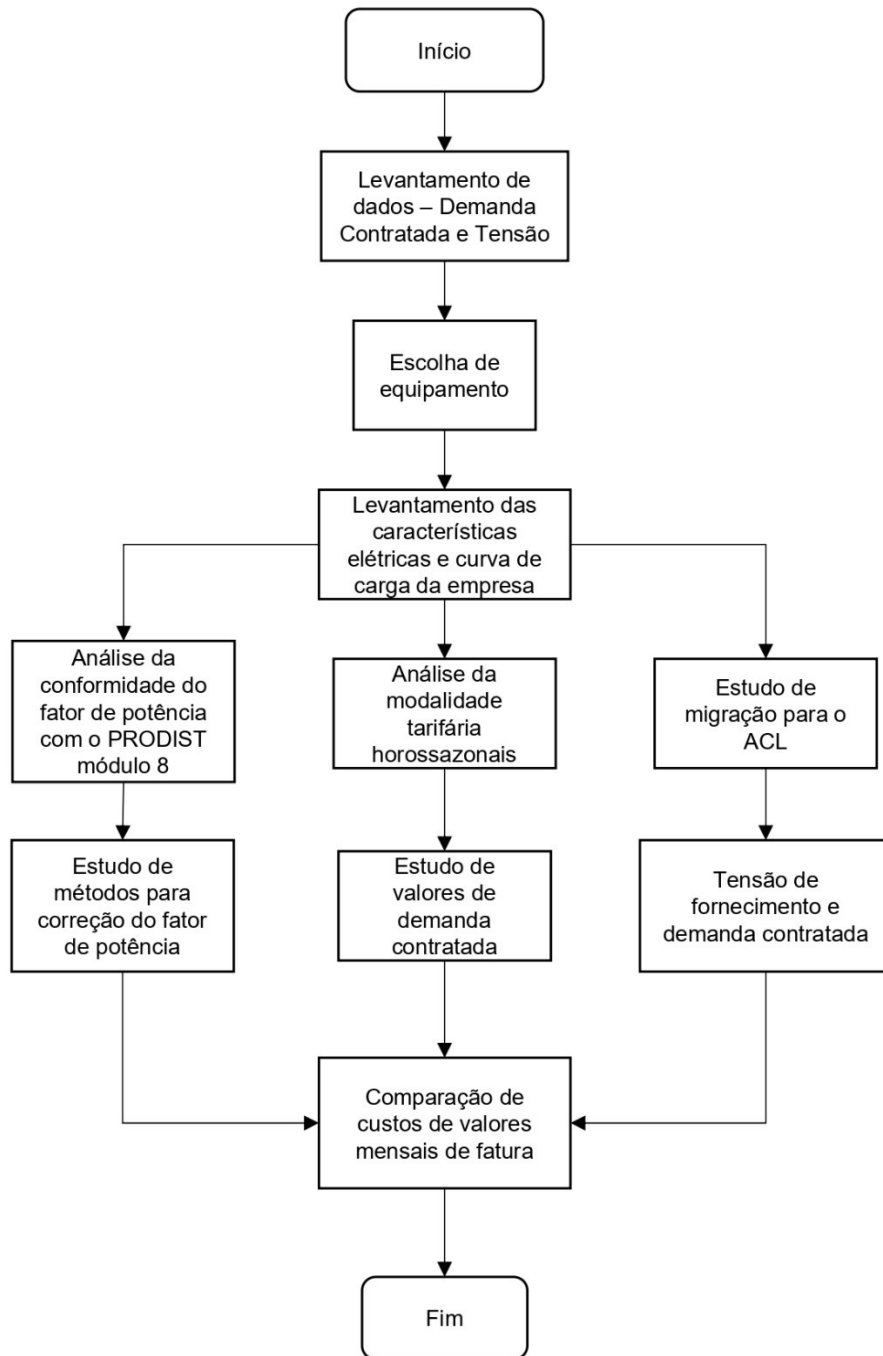 Início
Levantamento de
dados – Demanda
Contratada e Tensão
Escolha de
equipamento
Levantamento das
características
elétricas e curva de
carga da empresa
Análise da
conformidade do
fator de potência
com o PRODIST
módulo 8
Análise da
modalidade
tarifária
horossazonais
Estudo de
migração para o
ACL
Estudo de
métodos para
correção do fator
de potência
Estudo de
valores de
demanda
contratada
Tensão de
fornecimento e
demanda contratada
Comparação de
custos de valores
mensais de fatura
Fim